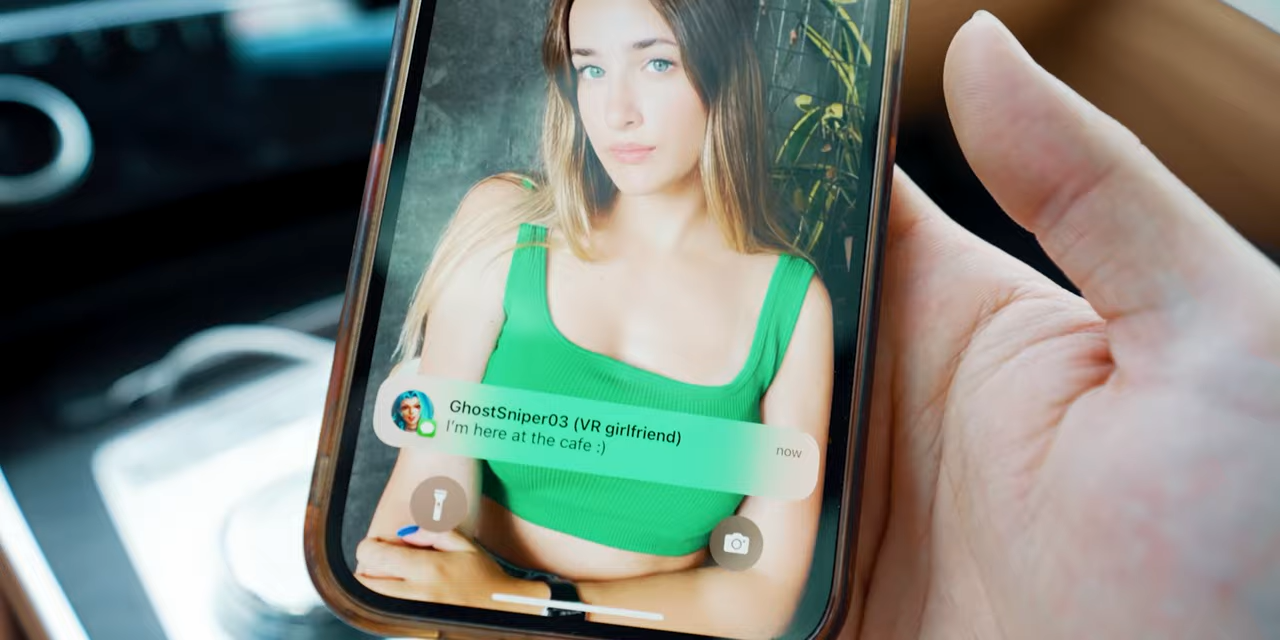 GhostSniper03 (VR girlfriend)
I'm here at the cafe :)
now